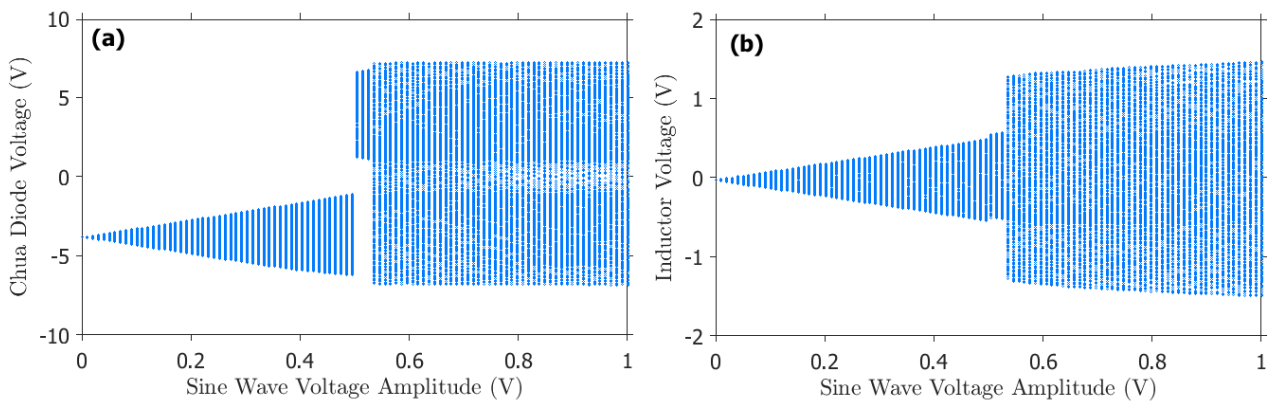 (a)
Chua Diode Voltage (V)
10
5
0
-5
-10
0 0.2 0.4 0.6 0.8 1
Sine Wave Voltage Amplitude (V)
(b)
Inductor Voltage (V)
2
1
0
-1
-2
0 0.2 0.4 0.6 0.8 1
Sine Wave Voltage Amplitude (V)